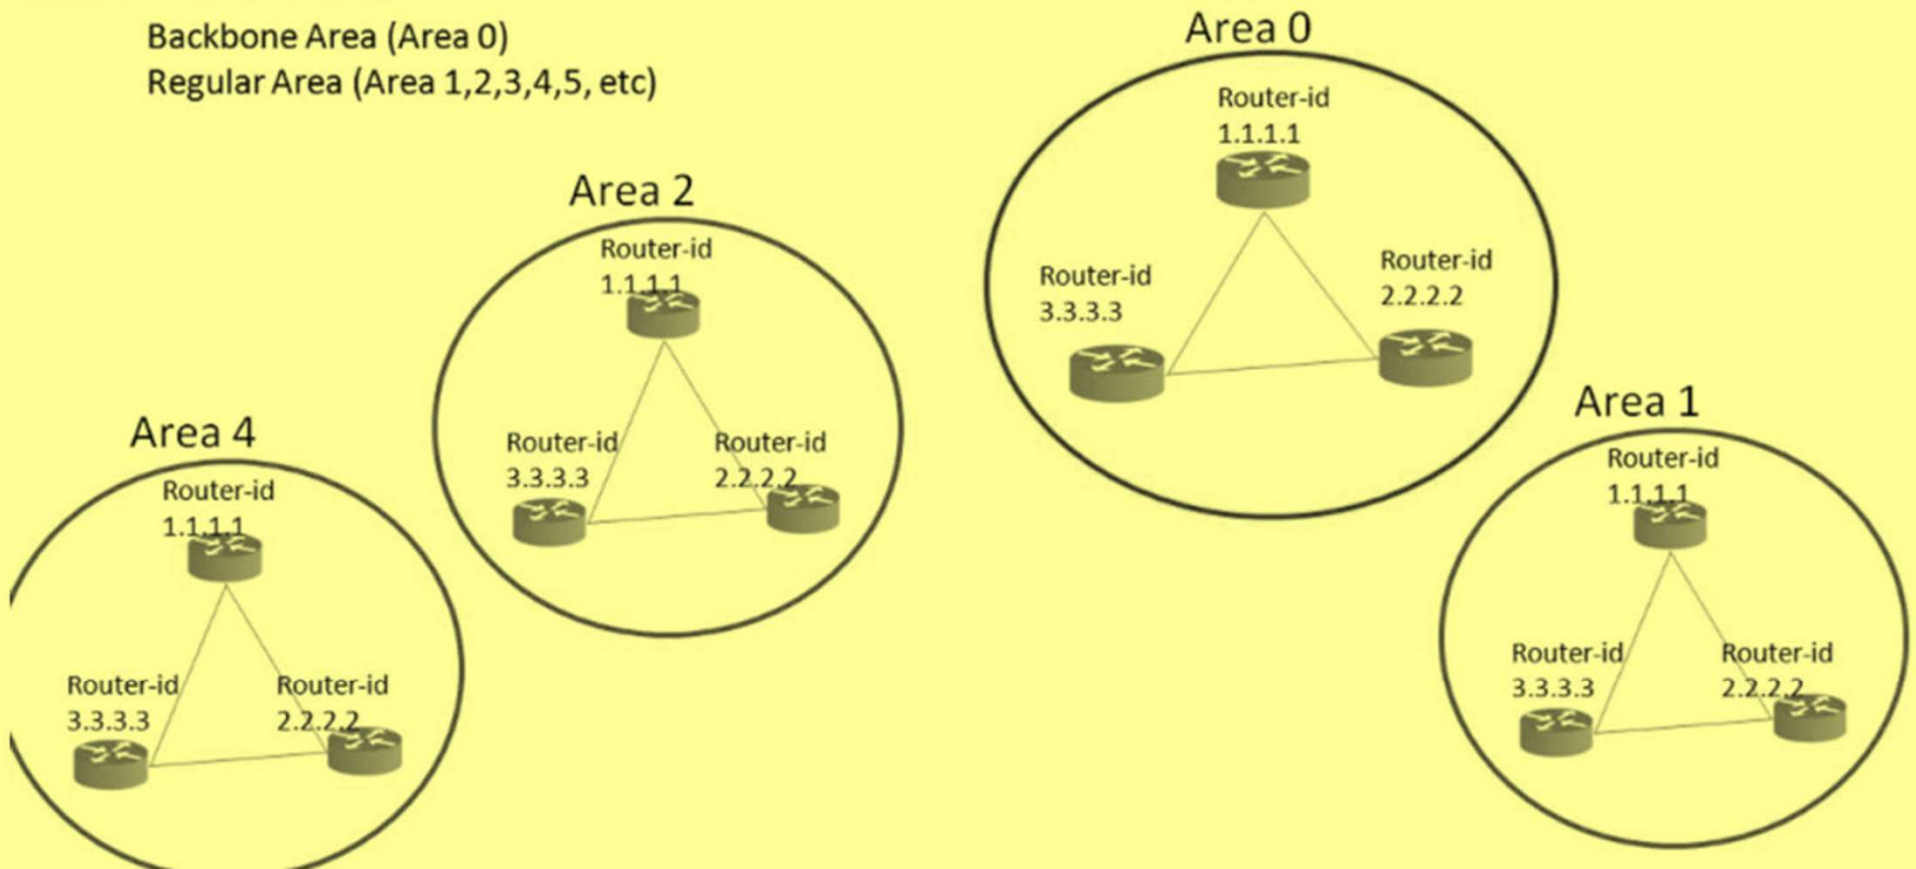 Backbone Area (Area 0)
Regular Area (Area 1,2,3,4,5, etc)
Area 0
Router-id
1.1.1.1
Router-id
3.3.3.3
Router-id
2.2.2.2
Area 2
Router-id
1.1.1.1
Router-id
3.3.3.3
Router-id
2.2.2.2
Area 4
Router-id
1.1.1.1
Router-id
3.3.3.3
Router-id
2.2.2.2
Area 1
Router-id
1.1.1.1
Router-id
3.3.3.3
Router-id
2.2.2.2